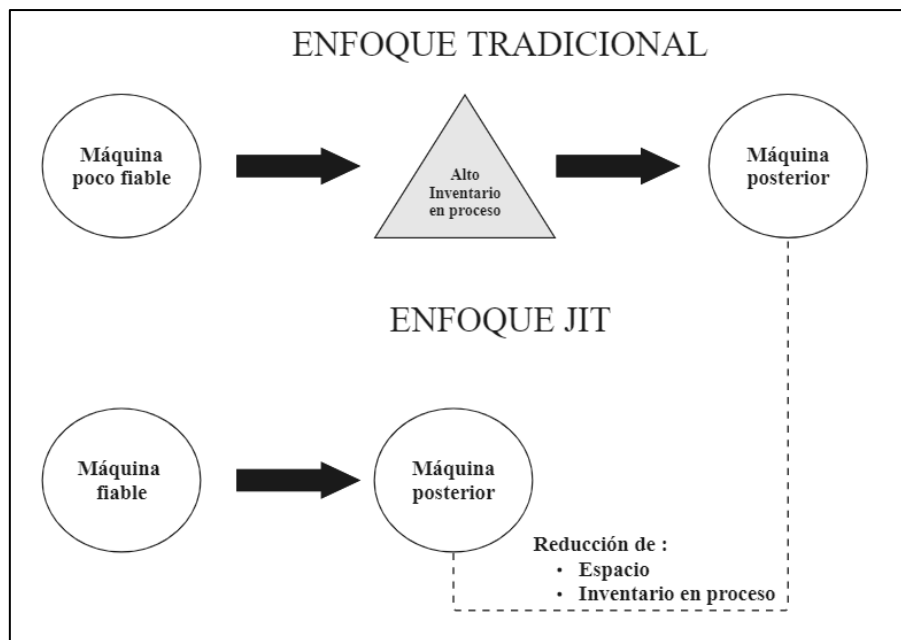 ENFOQUE TRADICIONAL
Máquina
poco fiable
Alto
Inventario
en proceso
Máquina
posterior
ENFOQUE JIT
Máquina
fiable
Máquina
posterior
Reducción de :
• Espacio
• Inventario en proceso